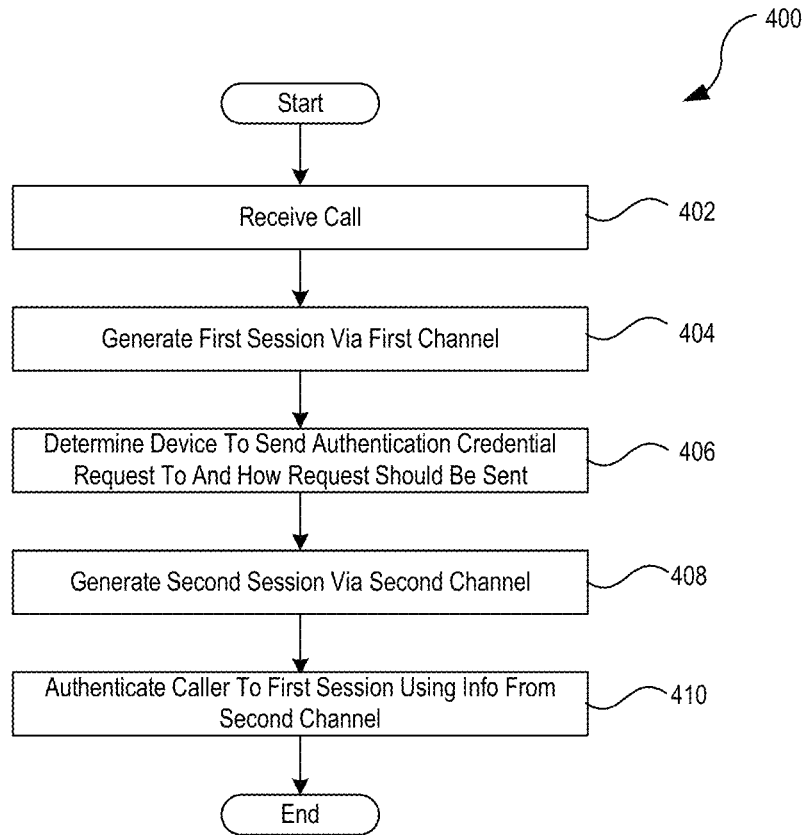 400
Start
Receive Call
402
Generate First Session Via First Channel
404
Determine Device To Send Authentication Credential
Request To And How Request Should Be Sent
406
Generate Second Session Via Second Channel
408
Authenticate Caller To First Session Using Info From
Second Channel
410
End